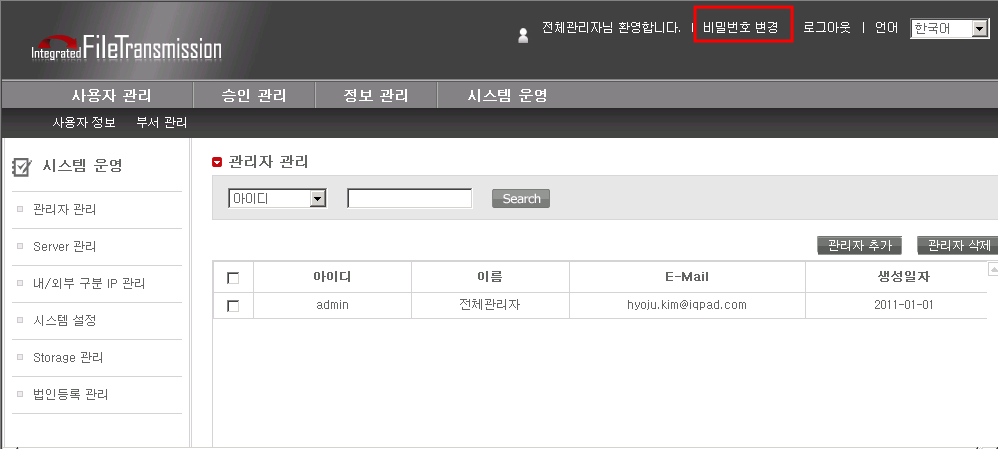 전체관리자님 환영합니다. | 비밀번호 변경 로그아웃 | 언어 한국어
Integrated FileTransmission
사용자 관리 승인 관리 정보 관리 시스템 운영
사용자 정보 부서 관리
시스템 운영
관리자 관리
Server 관리
내/외부 구분 IP 관리
시스템 설정
Storage 관리
법인등록 관리
관리자 관리
아이디 Search
관리자 추가 관리자 삭제
아이디 이름 E-Mail 생성일자
admin 전체관리자 hyoju.kim@iqpad.com 2011-01-01